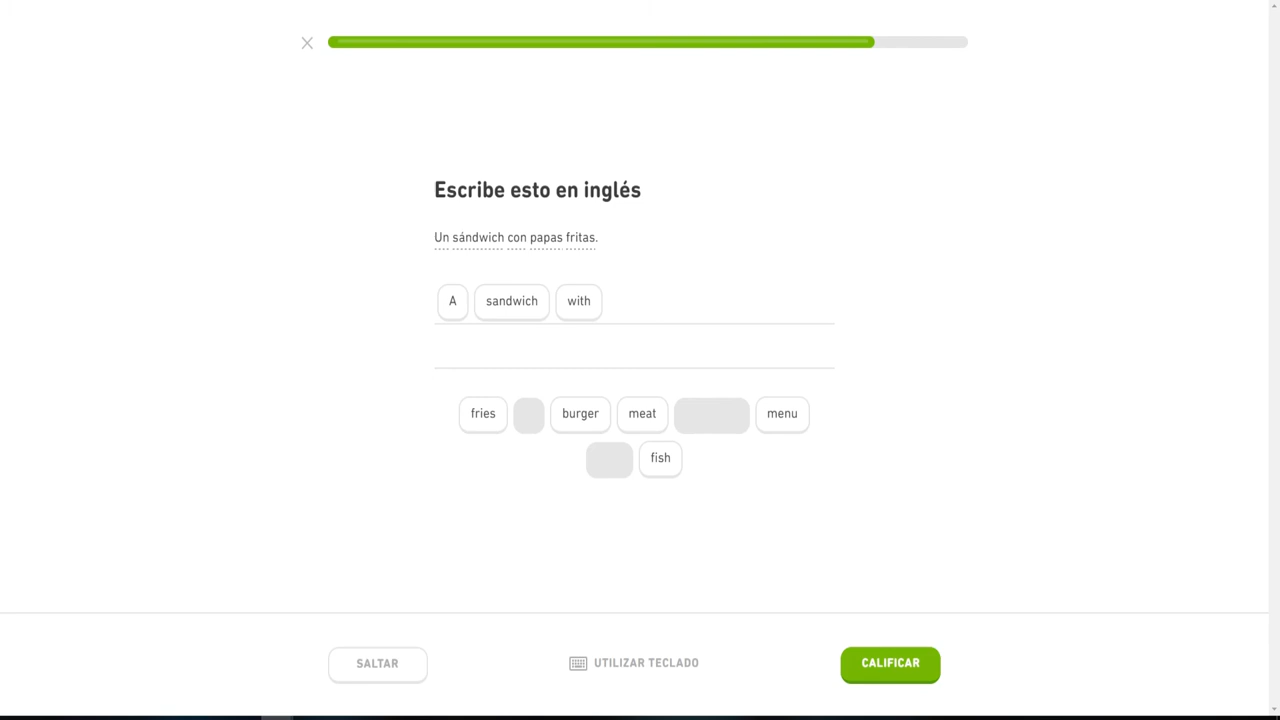 Escribe esto en inglés
Un sándwich con papas fritas.
A sandwich with
fries burger meat menu
fish
SALTAR UTILIZAR TECLADO CALIFICAR